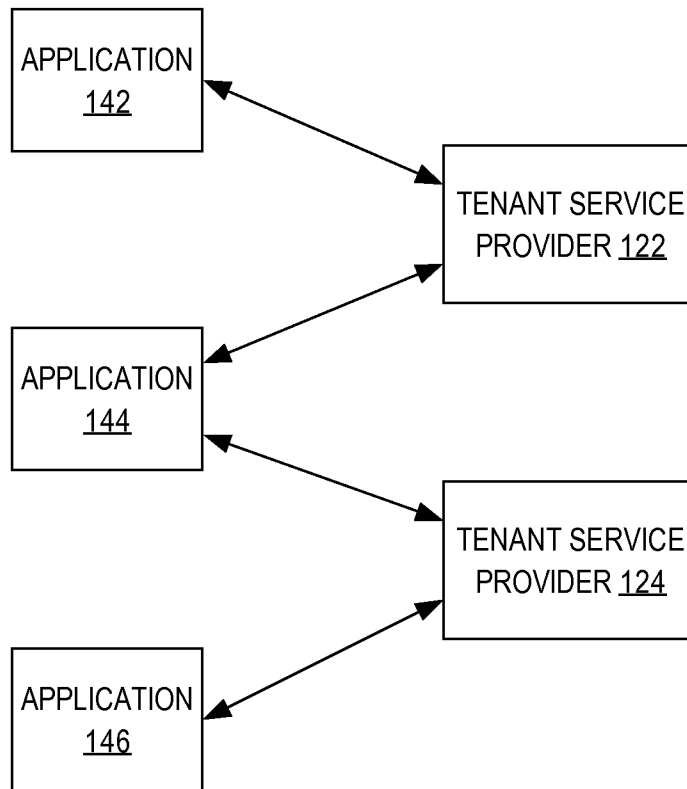 APPLICATION
142
TENANT SERVICE
PROVIDER 122
APPLICATION
144
TENANT SERVICE
PROVIDER 124
APPLICATION
146